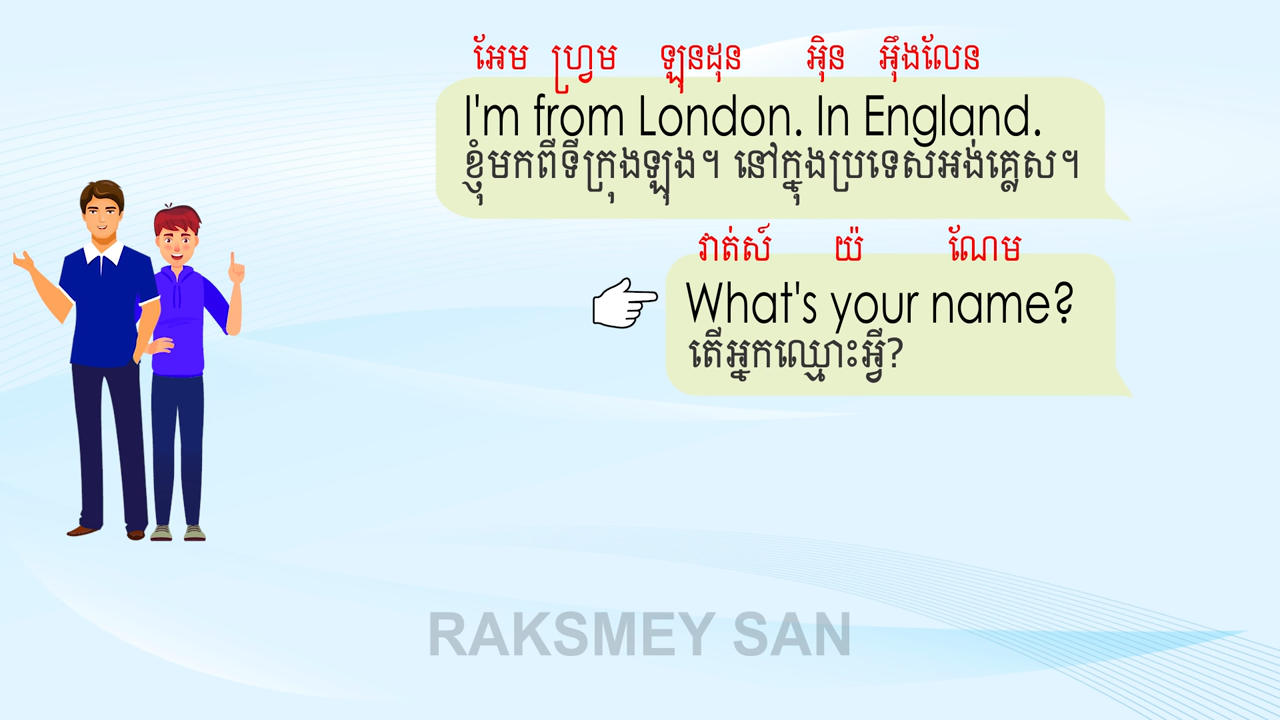 អែម ហ្វ្រម ឡុនដុន អ៊ិន អ៊ឹងលែន
I'm from London. In England.
ខ្ញុំមកពីទីក្រុងឡុង។ នៅក្នុងប្រទេសអង់គ្លេស។
វាត់ស៍ យ៉ ណែម
What's your name?
តើអ្នកឈ្មោះអ្វី?
RAKSMEY SAN